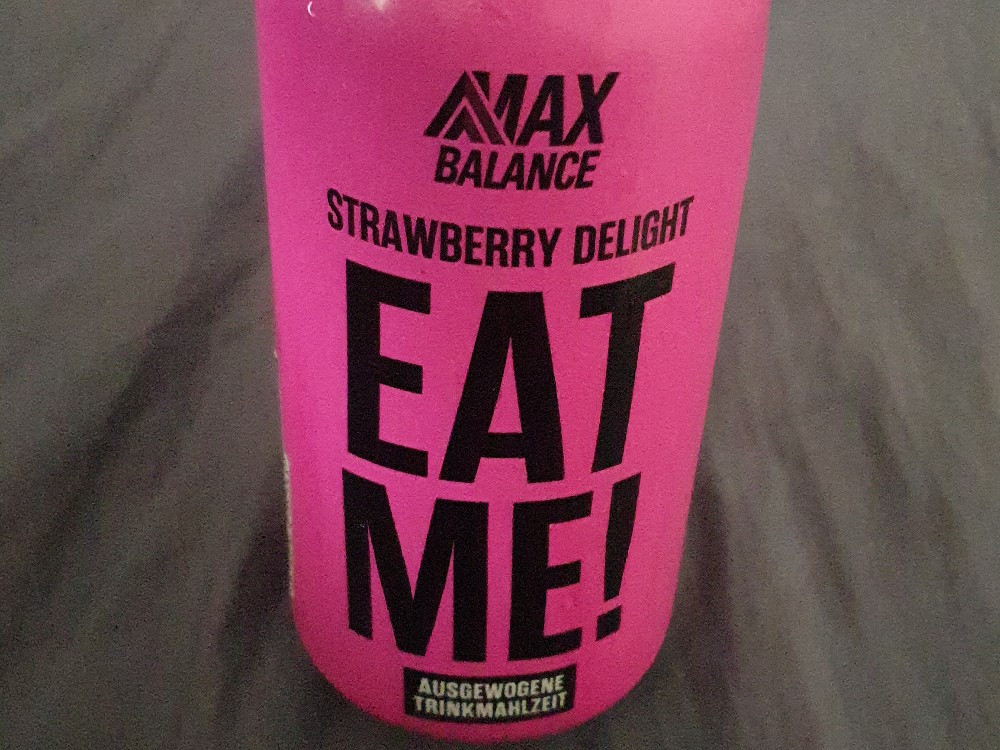 MAX
BALANCE
STRAWBERRY DELIGHT
EAT
ME!
AUSGEWOGENE
TRINKMAHLZEIT